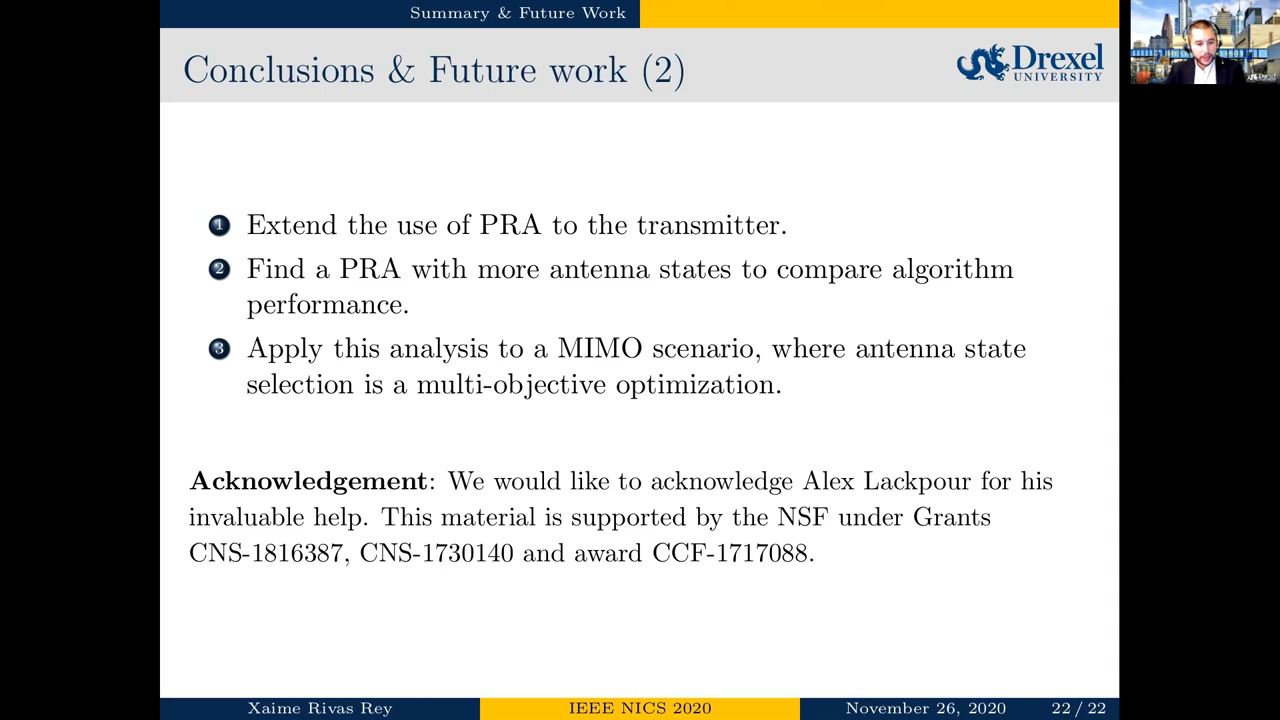 Summary & Future Work
Conclusions & Future work (2)
Drexel
UNIVERSITY
1 Extend the use of PRA to the transmitter.
2 Find a PRA with more antenna states to compare algorithm
performance.
3 Apply this analysis to a MIMO scenario, where antenna state
selection is a multi-objective optimization.
Acknowledgement: We would like to acknowledge Alex Lackpour for his
invaluable help. This material is supported by the NSF under Grants
CNS-1816387, CNS-1730140 and award CCF-1717088.
Xaime Rivas Rey IEEE NICS 2020 November 26, 2020 22 / 22